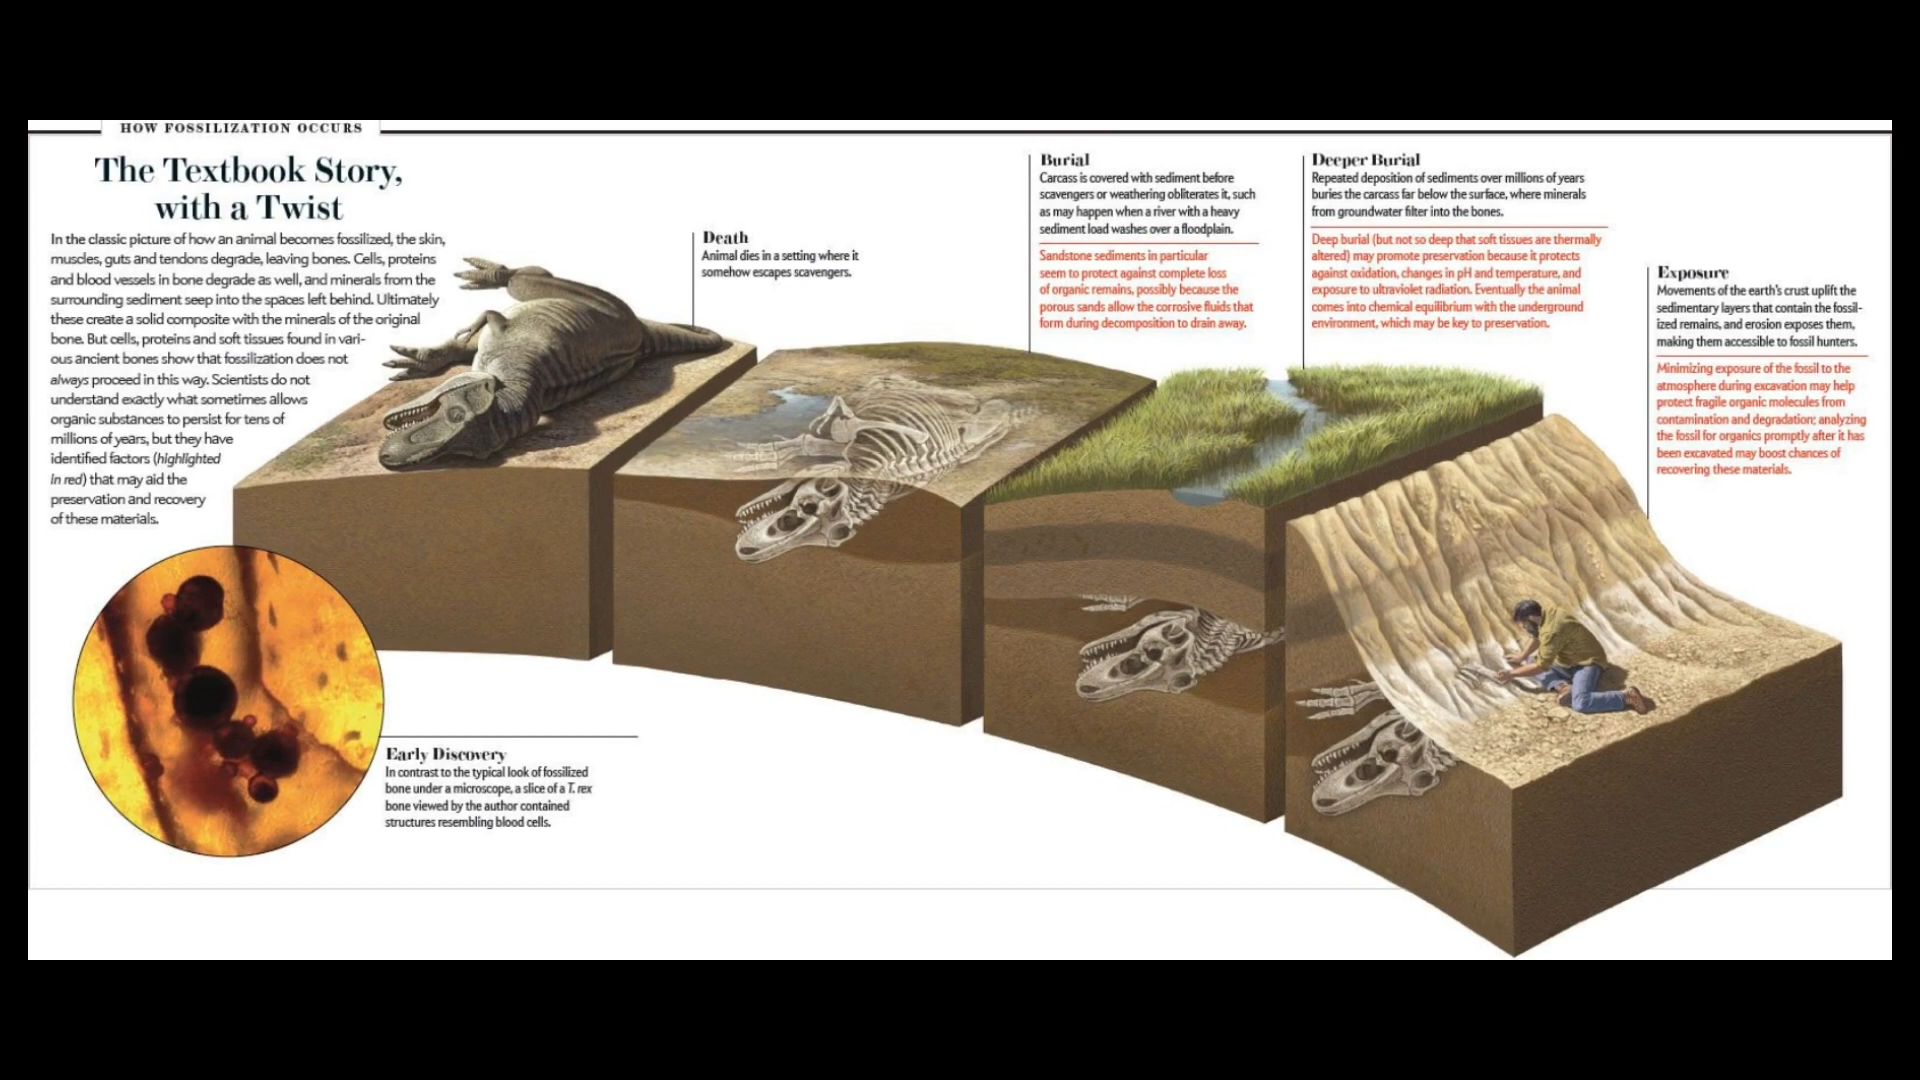 HOW FOSSILIZATION OCCURS
The Textbook Story,
with a Twist
In the classic picture of how an animal becomes fossilized, the skin,
muscles, guts and tendons degrade, leaving bones. Cells, proteins
and blood vessels in bone degrade as well, and minerals from the
surrounding sediment seep into the spaces left behind. Ultimately
these create a solid composite with the minerals of the original
bone. But cells, proteins and soft tissues found in vari-
ous ancient bones show that fossilization does not
always proceed in this way. Scientists do not
understand exactly what sometimes allows
organic substances to persist for tens of
millions of years, but they have
identified factors (highlighted
in red) that may aid the
preservation and recovery
of these materials.
Early Discovery
In contrast to the typical look of fossilized
bone under a microscope, a slice of a T. rex
bone viewed by the author contained
structures resembling blood cells.
Death
Animal dies in a setting where it
somehow escapes scavengers.
Burial
Carcass is covered with sediment before
scavengers or weathering obliterates it, such
as may happen when a river with a heavy
sediment load washes over a floodplain.
Sandstone sediments in particular
seem to protect against complete loss
of organic remains, possibly because the
porous sands allow the corrosive fluids that
form during decomposition to drain away.
Deeper Burial
Repeated deposition of sediments over millions of years
buries the carcass far below the surface, where minerals
from groundwater filter into the bones.
Deep burial (but not so deep that soft tissues are thermally
altered) may promote preservation because it protects
against oxidation, changes in pH and temperature, and
exposure to ultraviolet radiation. Eventually the animal
comes into chemical equilibrium with the underground
environment, which may be key to preservation.
Exposure
Movements of the earth's crust uplift the
sedimentary layers that contain the fossil-
ized remains, and erosion exposes them,
making them accessible to fossil hunters.
Minimizing exposure of the fossil to the
atmosphere during excavation may help
protect fragile organic molecules from
contamination and degradation; analyzing
the fossil for organics promptly after it has
been excavated may boost chances of
recovering these materials.